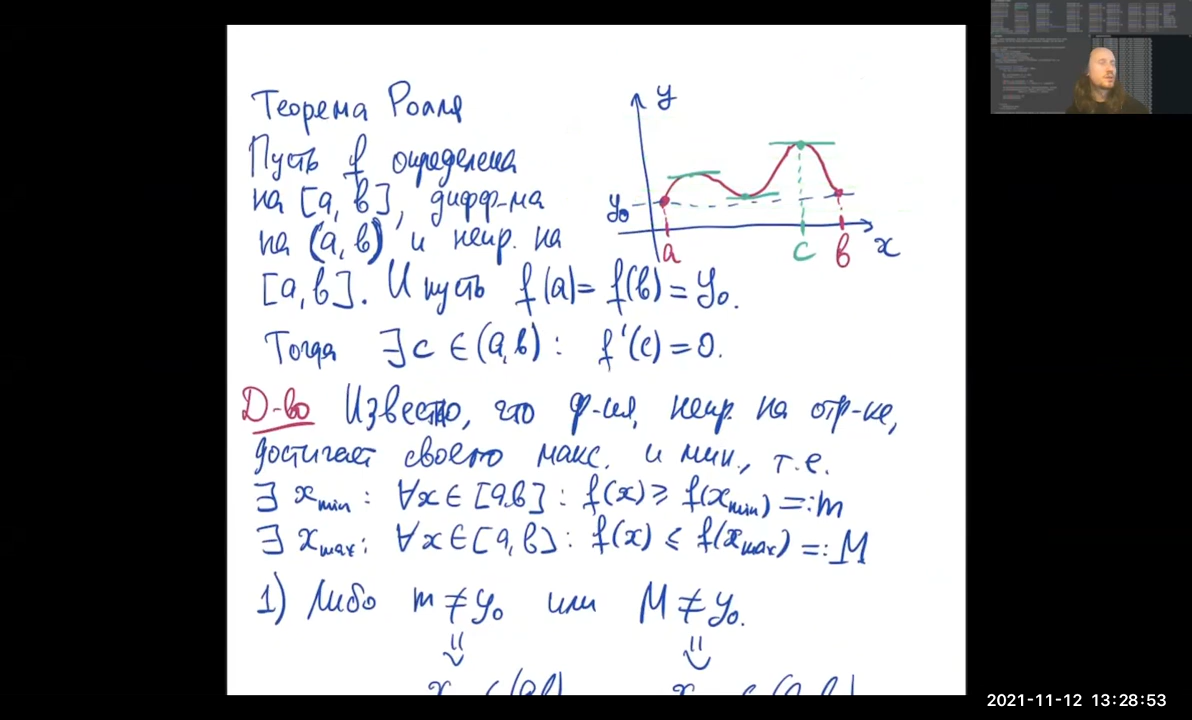 Теорема Ролля
Пусть f определена
на [a, b], дифф-ма
на (a, b) и непр. на
[a, b]. И пусть f(a) = f(b) = y₀.
Тогда ∃ c ∈ (a, b) : f'(c) = 0.
y
y₀
a
c
b
x
Д-во Известно, что ф-ия, непр. на отр-ке,
достигает своего макс. и мин., т.е.
∃ x_min : ∀x ∈ [a, b] : f(x) ⩾ f(x_min) =: m
∃ x_max : ∀x ∈ [a, b] : f(x) ⩽ f(x_max) =: M
1) Либо m ≠ y₀ или M ≠ y₀.
⇓ ⇓
2021-11-12 13:28:53